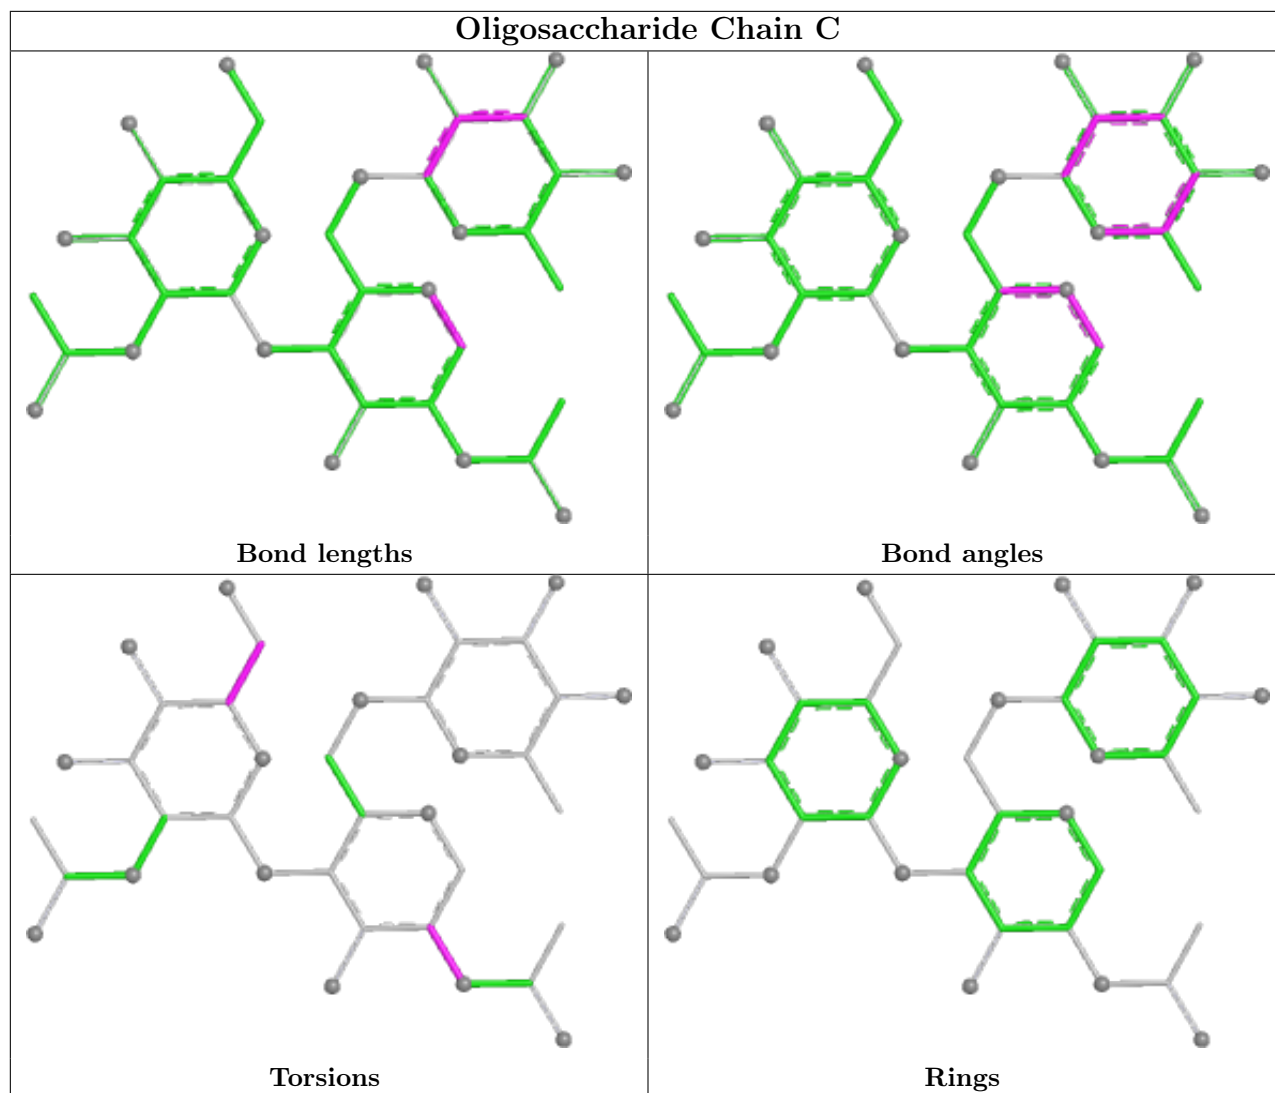 Oligosaccharide Chain C
Bond lengths
Bond angles
Torsions
Rings